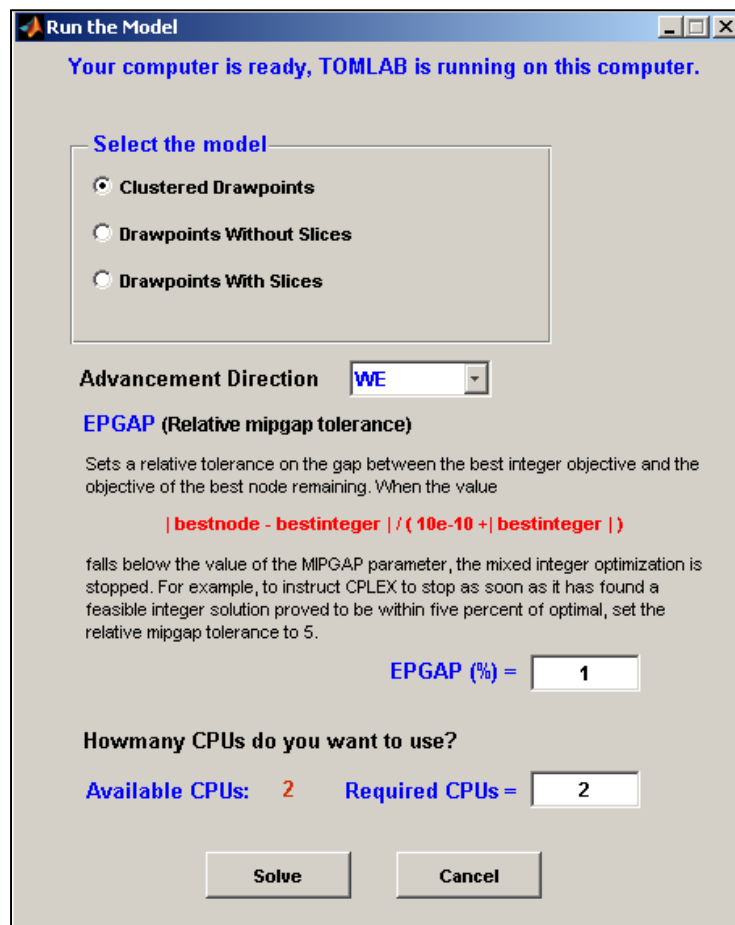 Run the Model
Your computer is ready, TOMLAB is running on this computer.
Select the model
Clustered Drawpoints
Drawpoints Without Slices
Drawpoints With Slices
Advancement Direction WE
EPGAP (Relative mipgap tolerance)
Sets a relative tolerance on the gap between the best integer objective and the
objective of the best node remaining. When the value
| bestnode - bestinteger | / ( 10e-10 +| bestinteger | )
falls below the value of the MIPGAP parameter, the mixed integer optimization is
stopped. For example, to instruct CPLEX to stop as soon as it has found a
feasible integer solution proved to be within five percent of optimal, set the
relative mipgap tolerance to 5.
EPGAP (%) = 1
Howmany CPUs do you want to use?
Available CPUs: 2 Required CPUs = 2
Solve Cancel